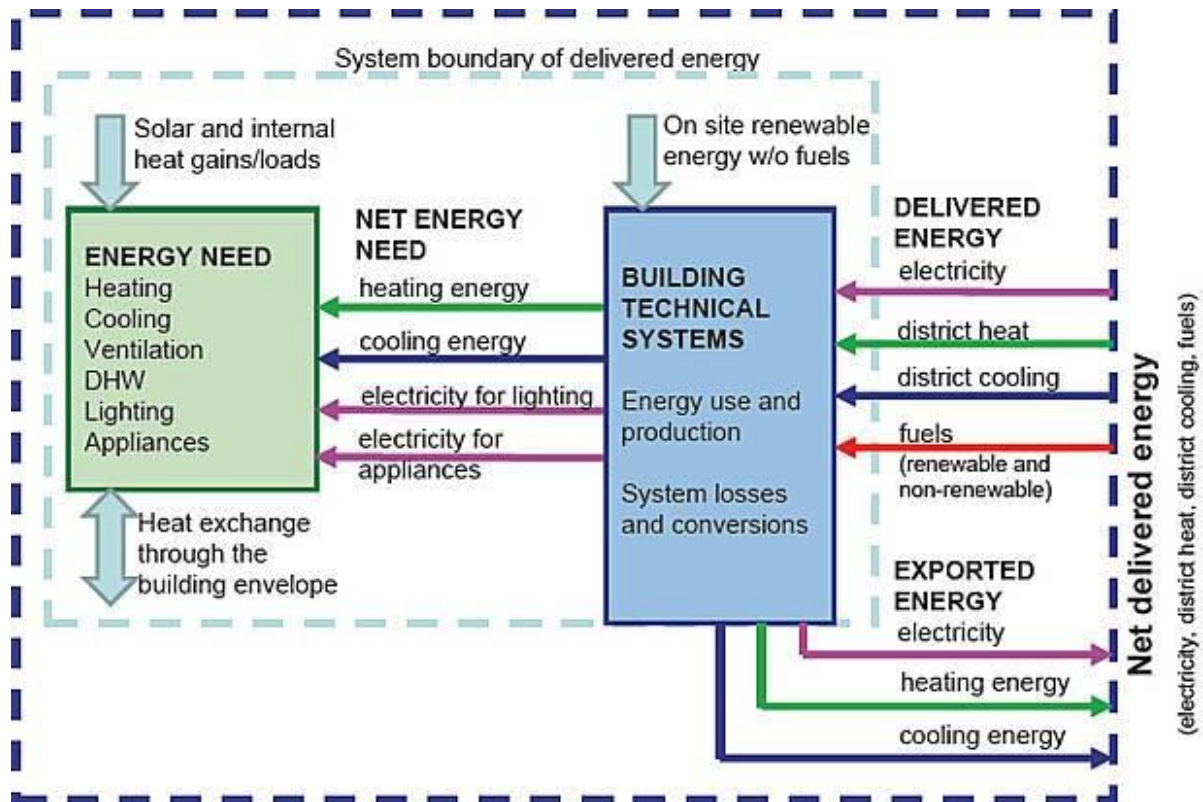 System boundary of delivered energy
Solar and internal
heat gains/loads
On site renewable
energy w/o fuels
ENERGY NEED
Heating
Cooling
Ventilation
DHW
Lighting
Appliances
NET ENERGY
NEED
heating energy
cooling energy
electricity for lighting
electricity for
appliances
BUILDING
TECHNICAL
SYSTEMS
Energy use and
production
System losses
and conversions
DELIVERED
ENERGY
electricity
district heat
district cooling
fuels
(renewable and
non-renewable)
Heat exchange
through the
building envelope
EXPORTED
ENERGY
electricity
heating energy
cooling energy
Net delivered energy
(electricity, district heat, district cooling, fuels)